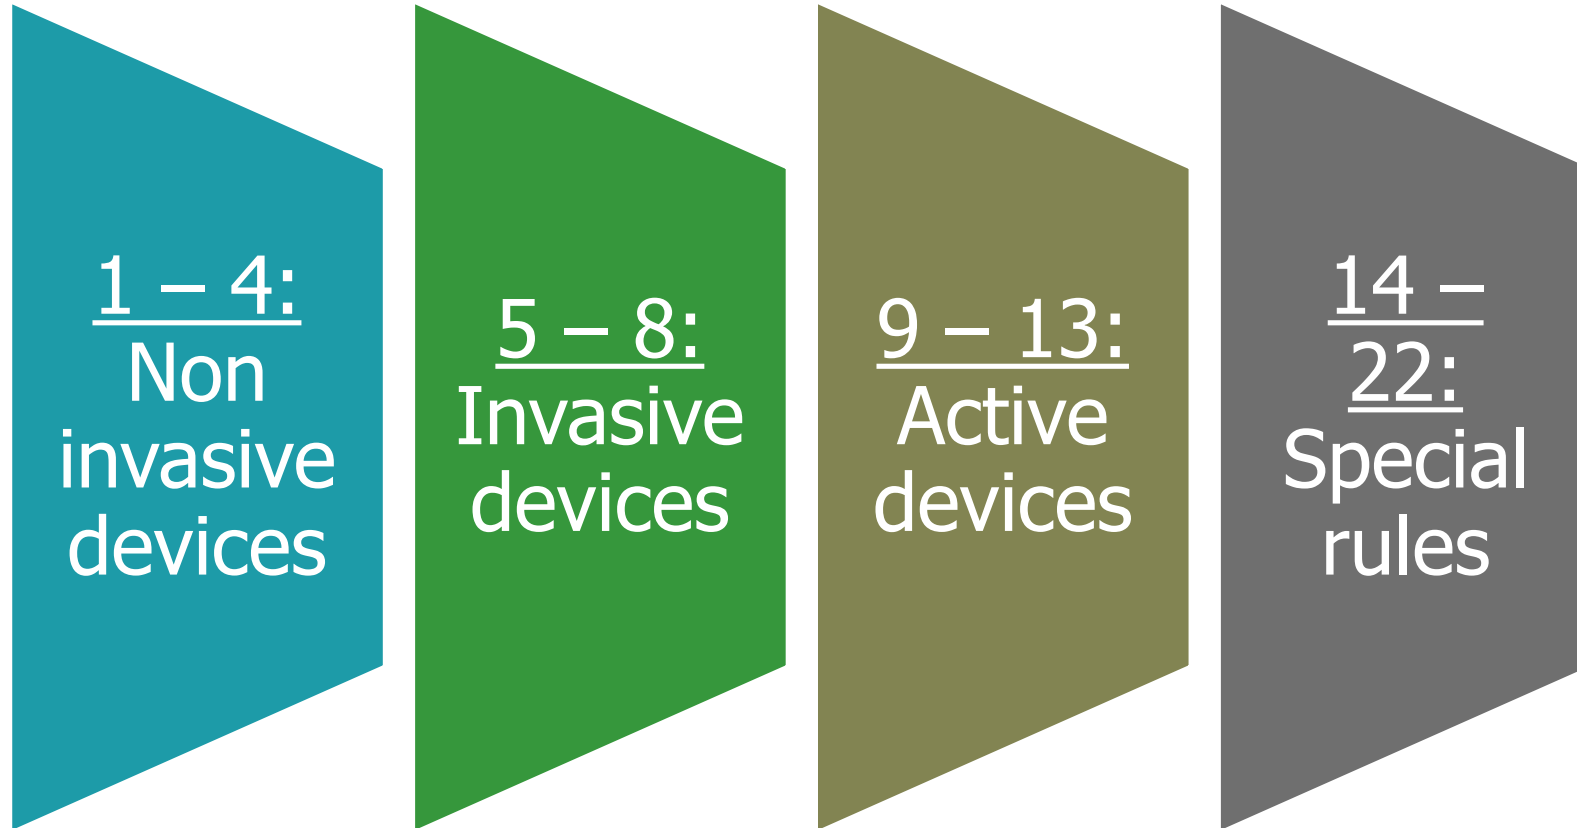 1 – 4:
Non
invasive
devices
5 – 8:
Invasive
devices
9 – 13:
Active
devices
14 –
22:
Special
rules